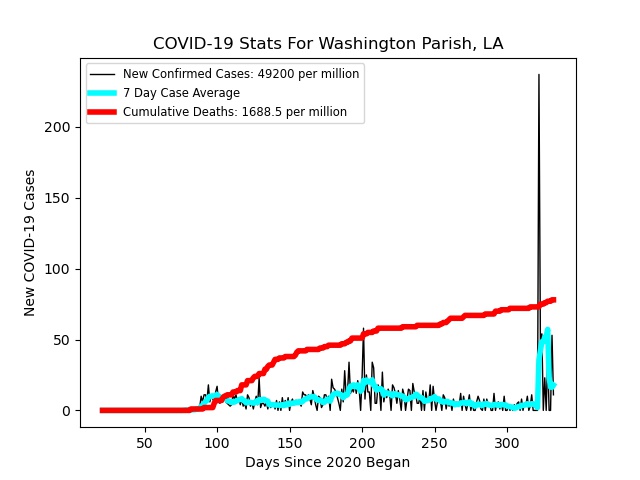 COVID-19 Stats For Washington Parish, LA
New Confirmed Cases: 49200 per million
7 Day Case Average
Cumulative Deaths: 1688.5 per million
New COVID-19 Cases
200
150
100
50
0
50 100 150 200 250 300
Days Since 2020 Began